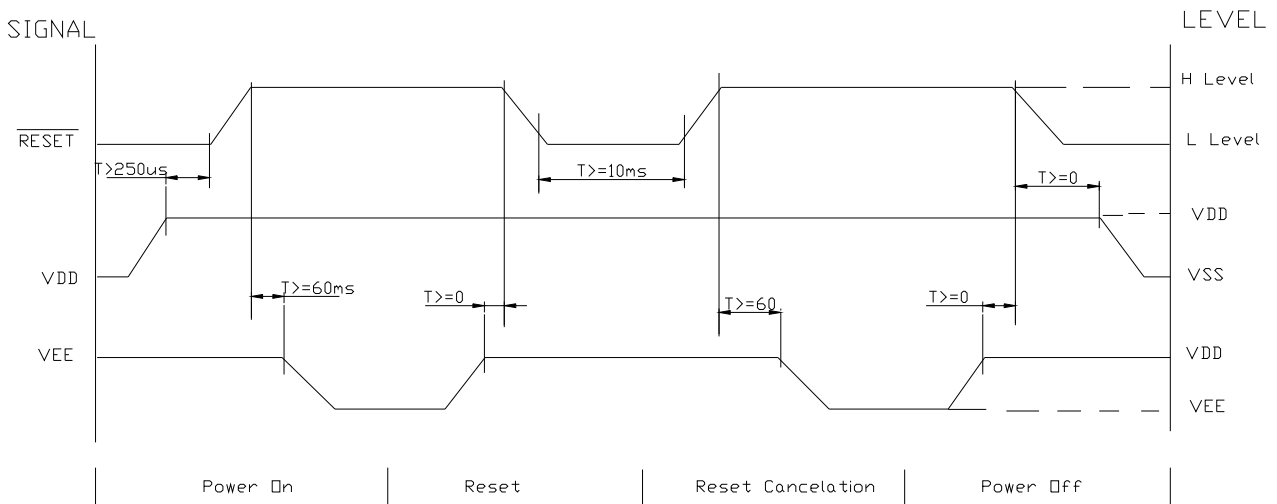 SIGNAL
LEVEL
H Level
RESET
L Level
T>250us
T>=10ms
T>=0
VDD
VDD
VSS
T>=60ms
T>=0
T>=60
T>=0
VEE
VDD
VEE
Power On
Reset
Reset Cancelation
Power Off